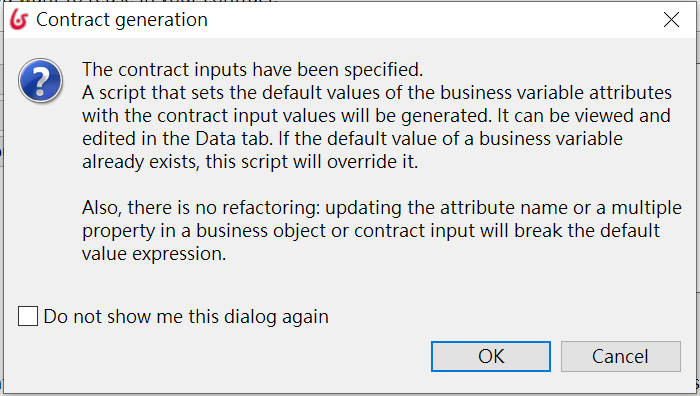 Contract generation
The contract inputs have been specified.
A script that sets the default values of the business variable attributes
with the contract input values will be generated. It can be viewed and
edited in the Data tab. If the default value of a business variable
already exists, this script will override it.
Also, there is no refactoring: updating the attribute name or a multiple
property in a business object or contract input will break the default
value expression.
Do not show me this dialog again
OK
Cancel